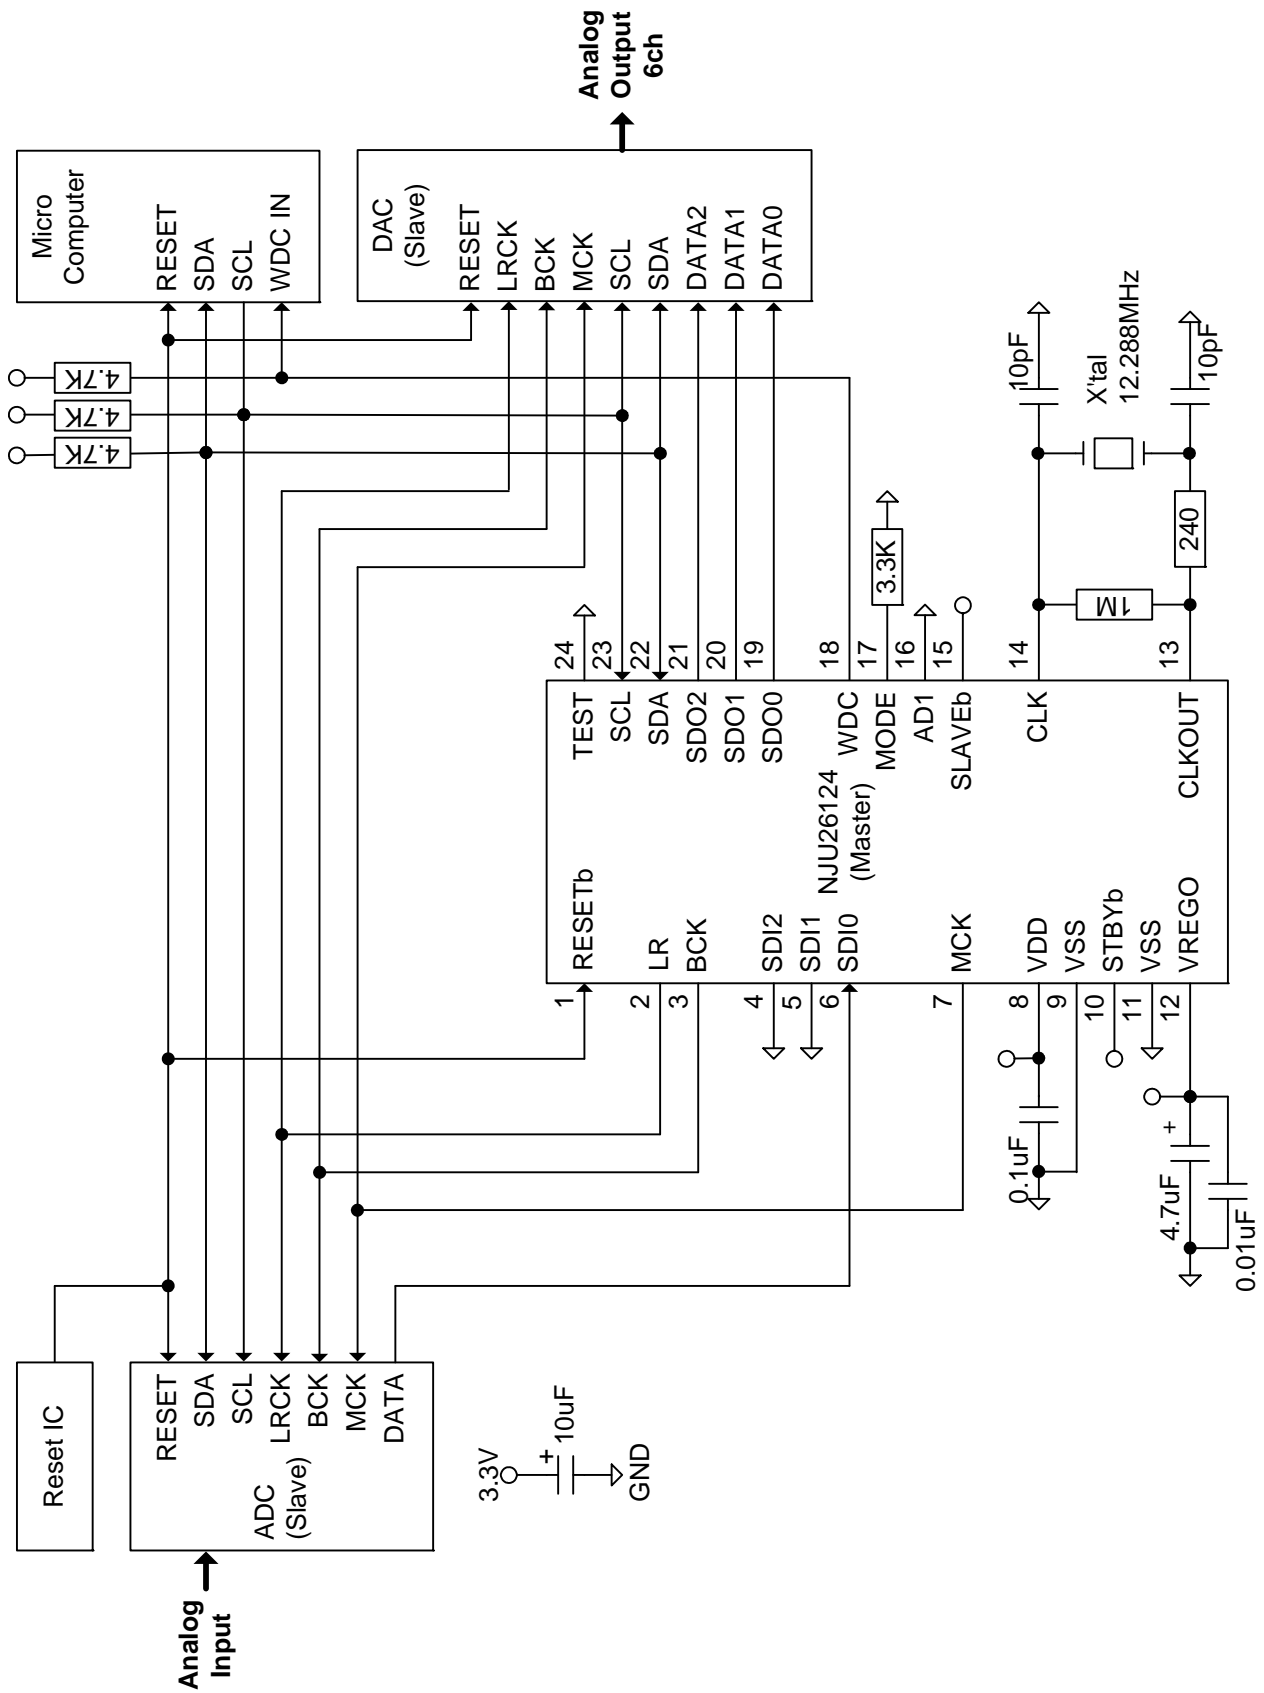 Reset IC
Analog
Input
ADC
(Slave)
RESET
SDA
SCL
LRCK
BCK
MCK
DATA
3.3V
+
10uF
GND
4.7K
4.7K
4.7K
Micro
Computer
RESET
SDA
SCL
WDC IN
DAC
(Slave)
RESET
LRCK
BCK
MCK
SCL
SDA
DATA2
DATA1
DATA0
Analog
Output
6ch
NJU26124
(Master)
1
RESETb
2
LR
3
BCK
4
SDI2
5
SDI1
6
SDI0
7
MCK
8
VDD
9
VSS
10
STBYb
11
VSS
12
VREGO
TEST
24
SCL
23
SDA
22
SDO2
21
SDO1
20
SDO0
19
WDC
18
MODE
17
AD1
16
SLAVEb
15
CLK
14
CLKOUT
13
0.1uF
+
4.7uF
0.01uF
3.3K
1M
240
10pF
X'tal
12.288MHz
10pF